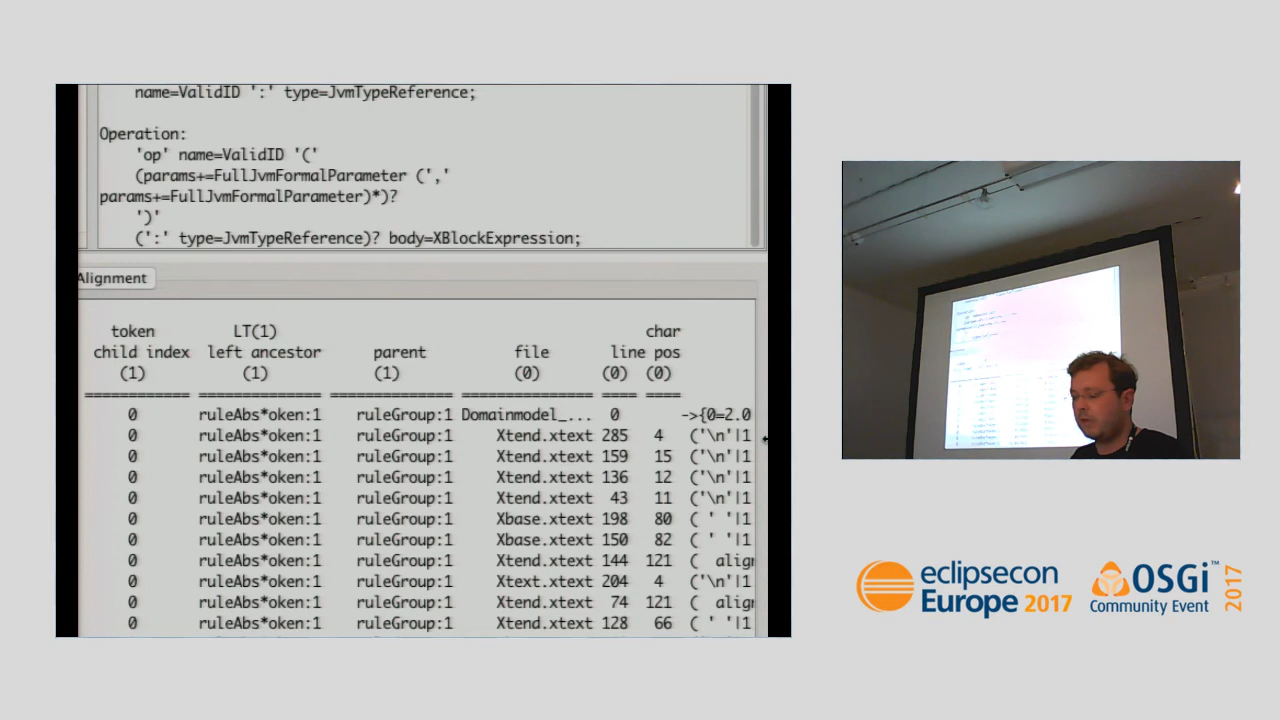 name=ValidID ':' type=JvmTypeReference;
Operation:
'op' name=ValidID '('
(params+=FullJvmFormalParameter (','
params+=FullJvmFormalParameter)*)?
')'
(':' type=JvmTypeReference)? body=XBlockExpression;
Alignment
token LT(1) char
child index left ancestor parent file line pos
(1) (1) (1) (0) (0) (0)
============ ============== ============== =============== ==== ====
0 ruleAbs*oken:1 ruleGroup:1 Domainmodel_... 0 ->{0=2.0
0 ruleAbs*oken:1 ruleGroup:1 Xtend.xtext 285 4 ('\n'|1
0 ruleAbs*oken:1 ruleGroup:1 Xtend.xtext 159 15 ('\n'|1
0 ruleAbs*oken:1 ruleGroup:1 Xtend.xtext 136 12 ('\n'|1
0 ruleAbs*oken:1 ruleGroup:1 Xtend.xtext 43 11 ('\n'|1
0 ruleAbs*oken:1 ruleGroup:1 Xbase.xtext 198 80 ( ' '|1
0 ruleAbs*oken:1 ruleGroup:1 Xbase.xtext 150 82 ( ' '|1
0 ruleAbs*oken:1 ruleGroup:1 Xtend.xtext 144 121 ( alig
0 ruleAbs*oken:1 ruleGroup:1 Xtext.xtext 204 4 ('\n'|1
0 ruleAbs*oken:1 ruleGroup:1 Xtend.xtext 74 121 ( alig
0 ruleAbs*oken:1 ruleGroup:1 Xtend.xtext 128 66 ( ' '|1
eclipsecon
Europe 2017
OSGi™
Community Event
2017